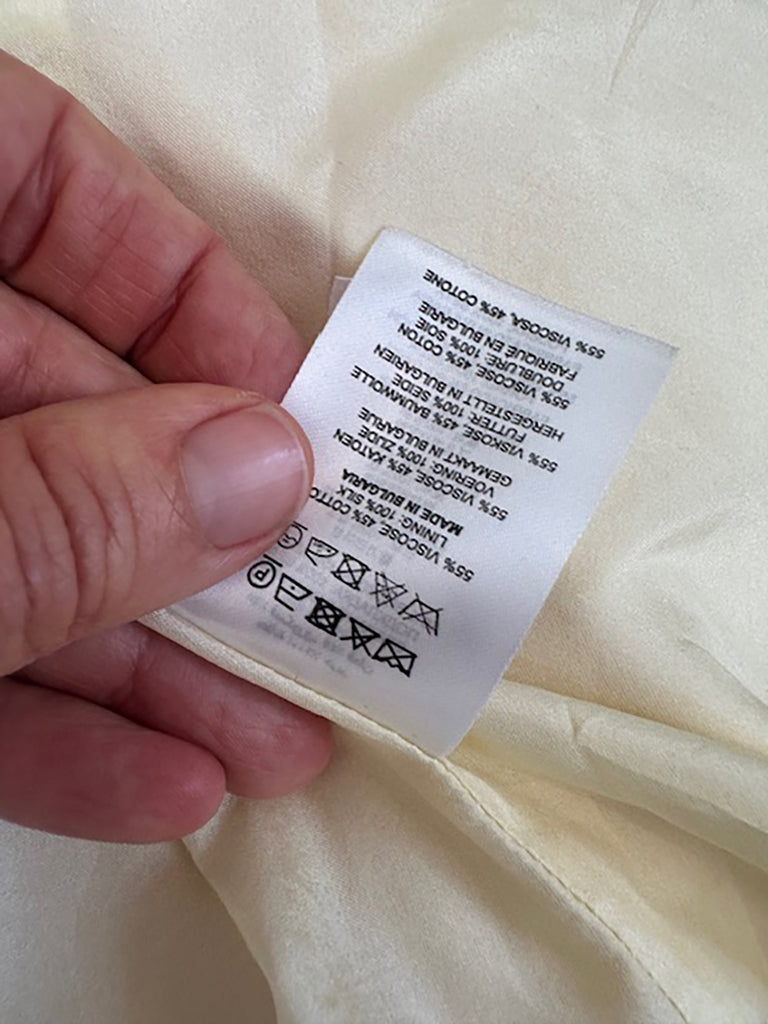 P
55% VISCOSE, 45% COTTO
LINING: 100% SILK
MADE IN BULGARIA
55% VISCOSE, 45% KATOEN
VOERING: 100% ZIJDE
GEMAAKT IN BULGARIJE
55% VISKOSE, 45% BAUMWOLLE
FUTTER: 100% SEIDE
HERGESTELLT IN BULGARIEN
55% VISCOSE, 45% COTON
DOUBLURE: 100% SOIE
FABRIQUE EN BULGARIE
55% VISCOSA, 45% COTONE